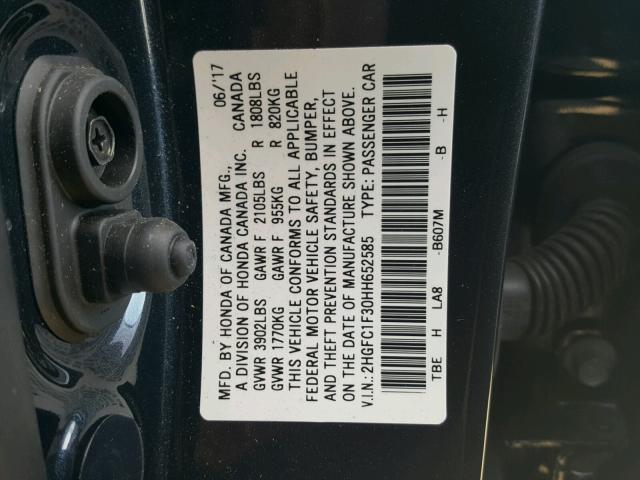 MFD. BY HONDA OF CANADA MFG., 06/'17
A DIVISION OF HONDA CANADA INC. CANADA
GVWR 3902LBS GAWR F 2105LBS R 1808LBS
GVWR 1770KG GAWR F 955KG R 820KG
THIS VEHICLE CONFORMS TO ALL APPLICABLE
FEDERAL MOTOR VEHICLE SAFETY, BUMPER,
AND THEFT PREVENTION STANDARDS IN EFFECT
ON THE DATE OF MANUFACTURE SHOWN ABOVE.
V.I.N.: 2HGFC1F30HH652585 TYPE: PASSENGER CAR
TBE H LA8 -B607M -B -H